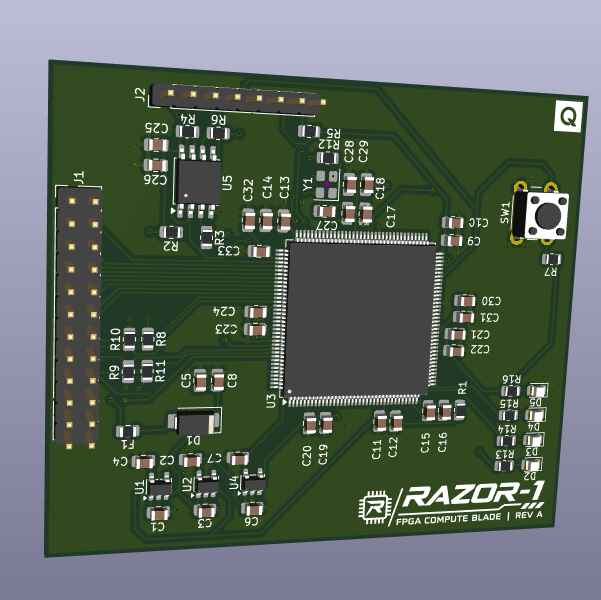 J2
Q
R4
R6
C25
R5
R12
C28
C29
C26
U5
Y1
C18
J1
C32
C14
C13
C17
SW1
C27
C10
R2
R3
C33
C9
R7
C30
C24
C31
C23
C21
C22
R10
R8
R9
R11
C5
C8
R16
R1
U3
D5
R15
D4
R14
F1
D1
C20
C19
C11
C12
C15
C16
D3
R13
D2
C4
C2
C7
U1
U2
U4
C1
C3
C6
R
RAZOR-1
FPGA COMPUTE BLADE | REV A